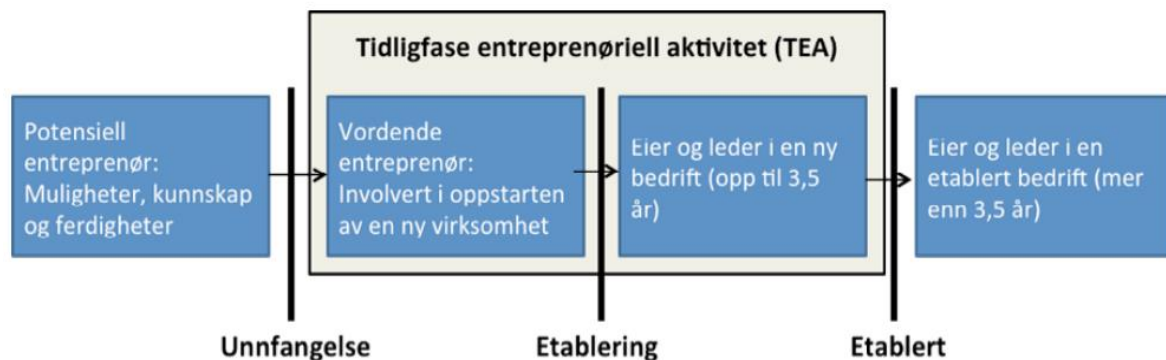 Tidligfase entreprenøriell aktivitet (TEA)
Potensiell
entreprenør:
Muligheter, kunnskap
og ferdigheter
Vordende
entreprenør:
Involvert i oppstarten
av en ny virksomhet
Eier og leder i en ny
bedrift (opp til 3,5
år)
Eier og leder i en
etablert bedrift (mer
enn 3,5 år)
Unnfangelse
Etablering
Etablert